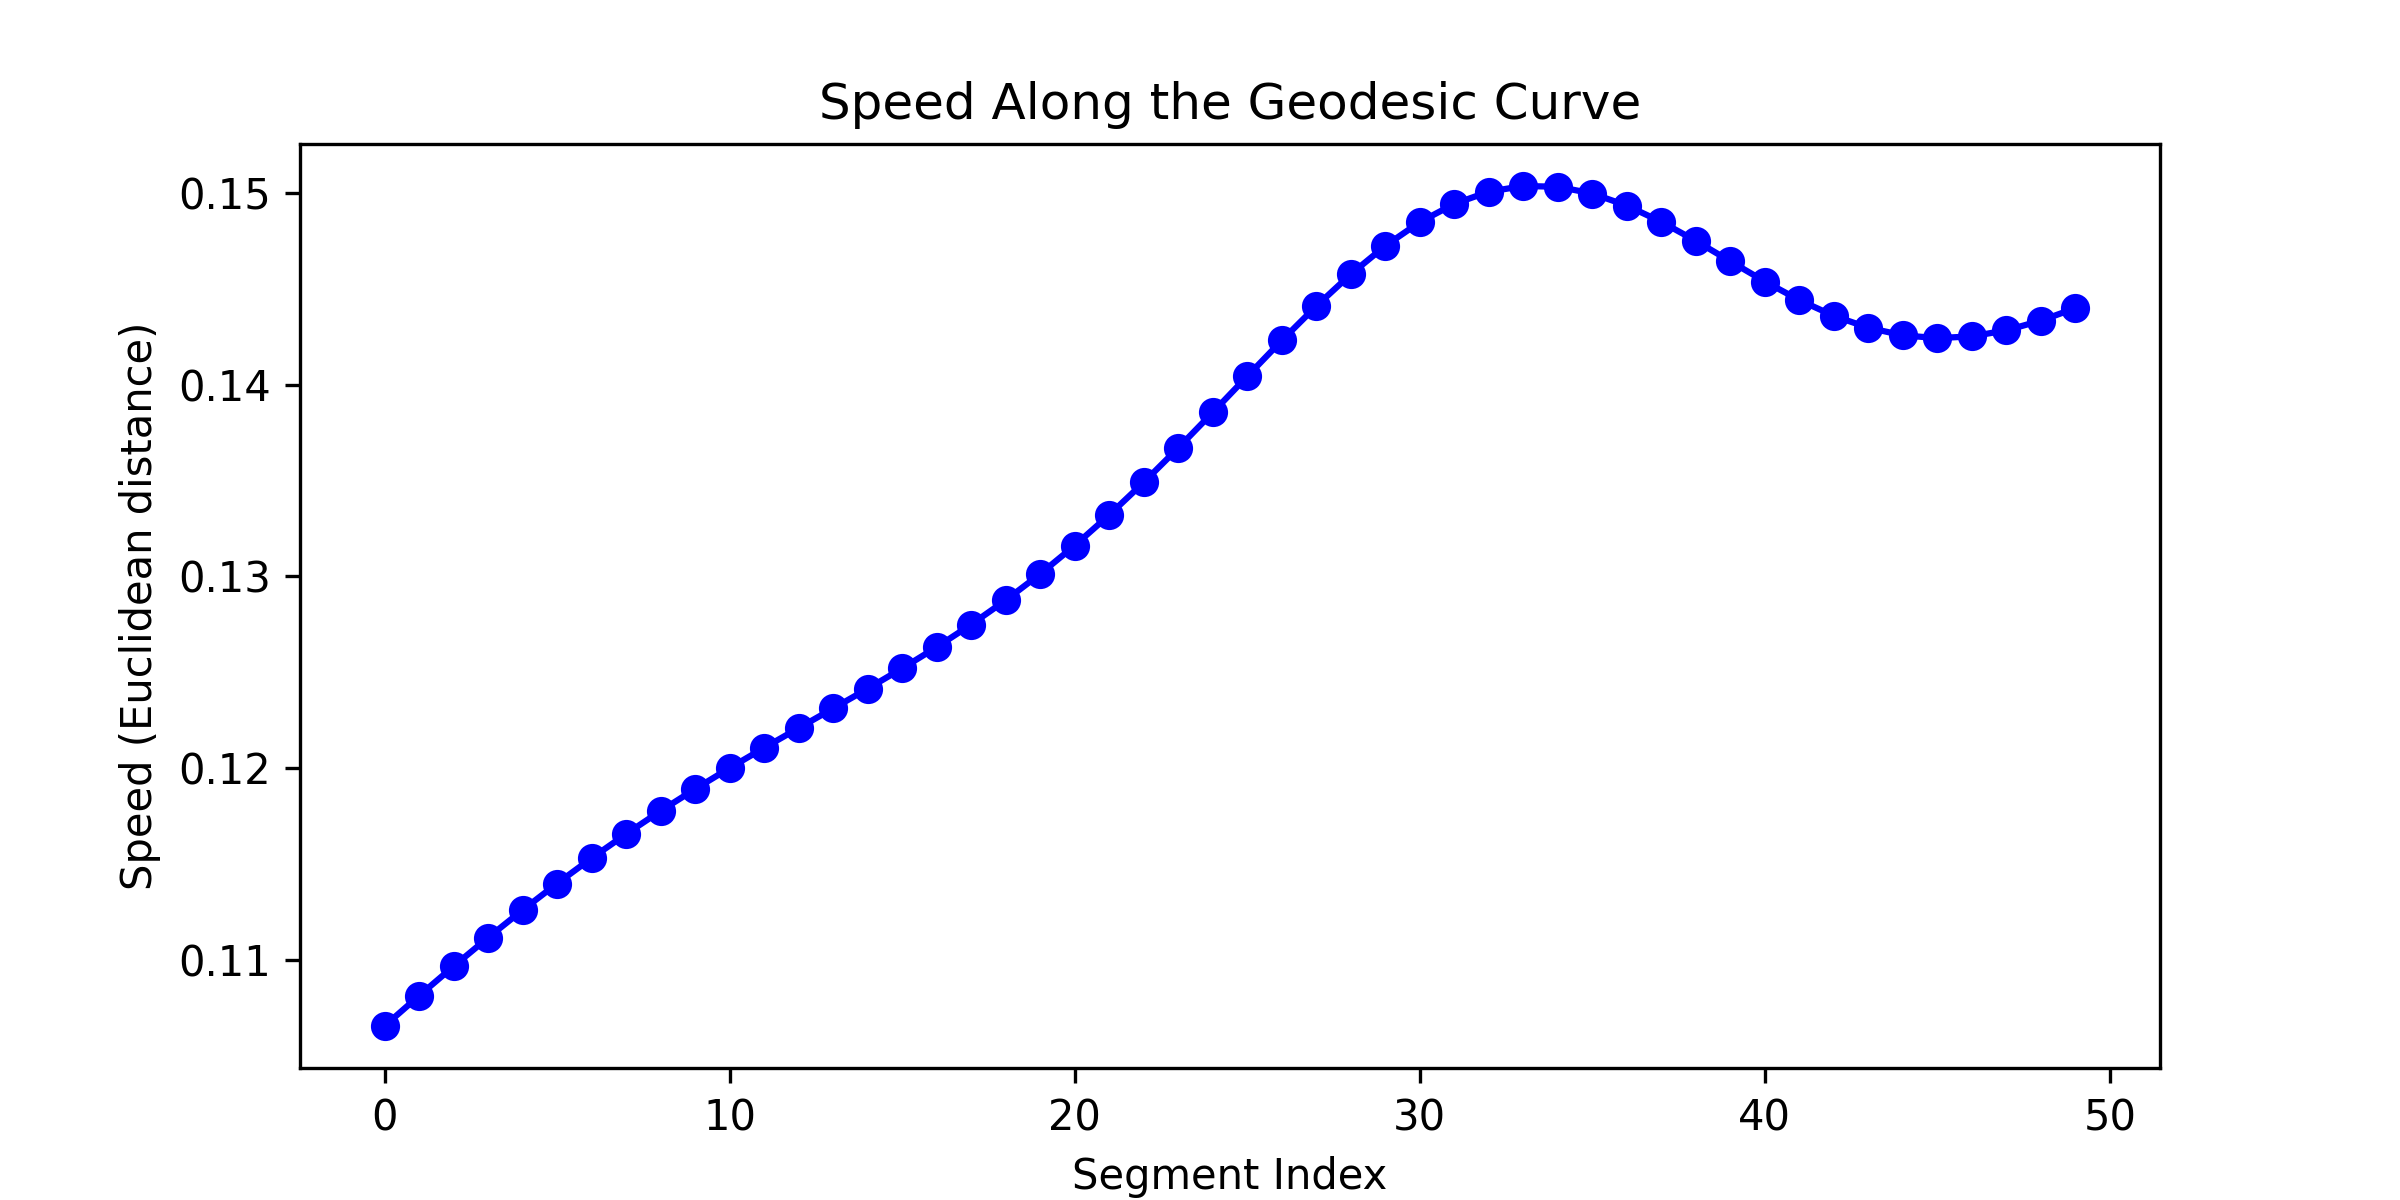 Speed Along the Geodesic Curve
Speed (Euclidean distance)
0.15
0.14
0.13
0.12
0.11
0 10 20 30 40 50
Segment Index